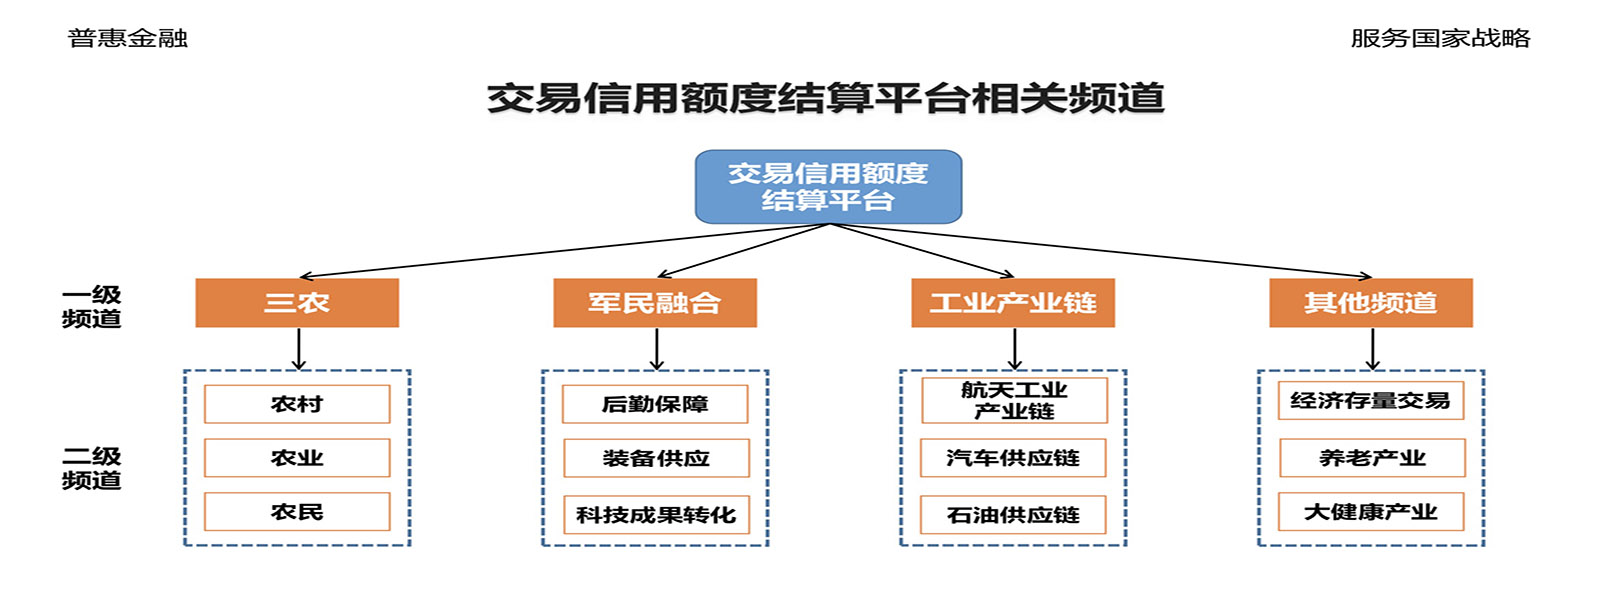 普惠金融
服务国家战略
交易信用额度结算平台相关频道
交易信用额度
结算平台
一级
频道
三农
军民融合
工业产业链
其他频道
二级
频道
农村
农业
农民
后勤保障
装备供应
科技成果转化
航天工业
产业链
汽车供应链
石油供应链
经济存量交易
养老产业
大健康产业